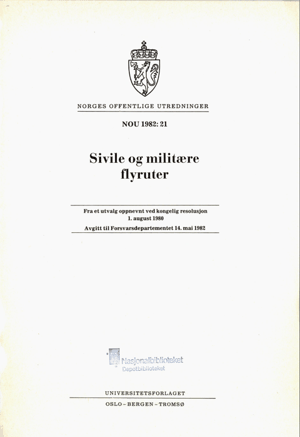 NORGES OFFENTLIGE UTREDNINGER
NOU 1982: 21
Sivile og militære
flyruter
Fra et utvalg oppnevnt ved kongelig resolusjon
1. august 1980
Avgitt til Forsvarsdepartementet 14. mai 1982
Nasjonalbiblioteket
Depotbiblioteket
UNIVERSITETSFORLAGET
OSLO – BERGEN – TROMSØ